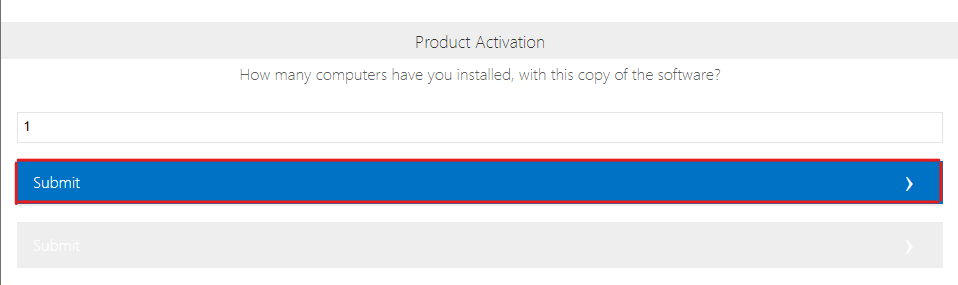 Product Activation
How many computers have you installed, with this copy of the software?
1
Submit
Submit